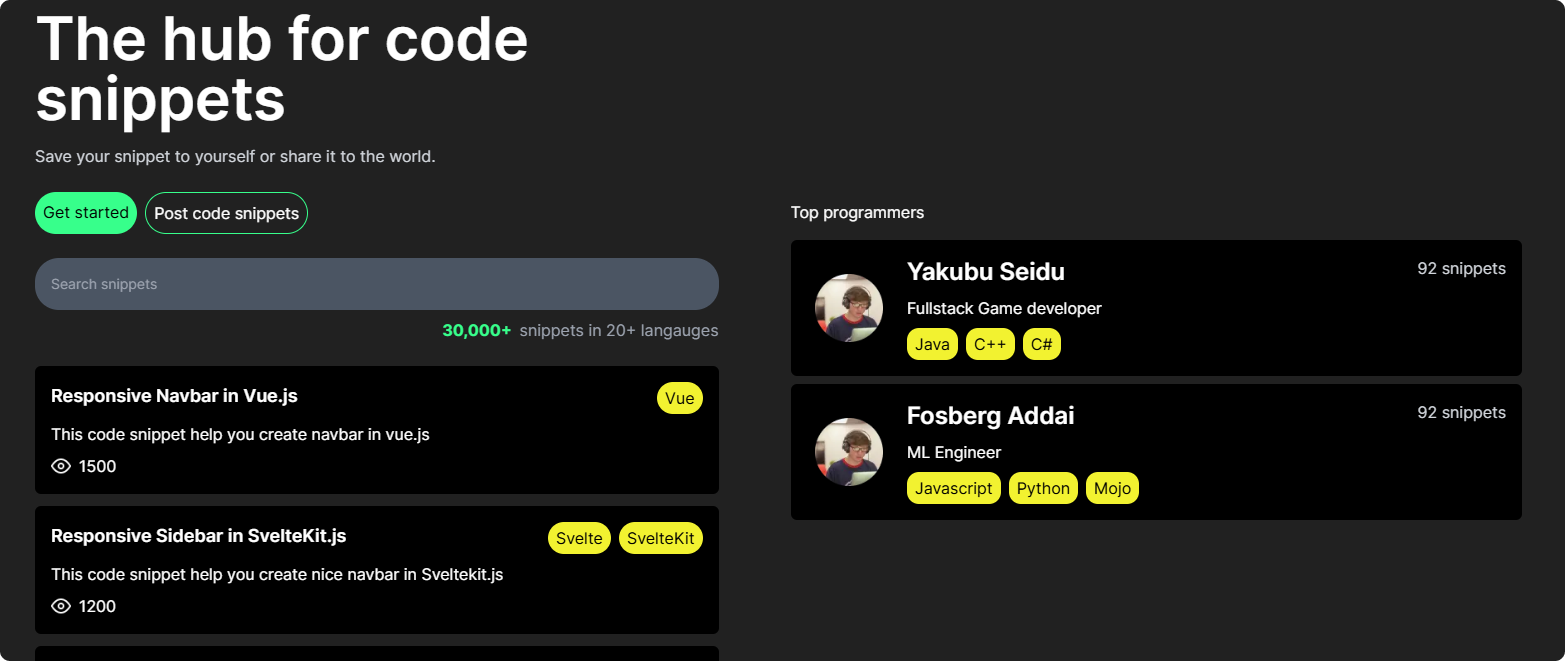 The hub for code
snippets
Save your snippet to yourself or share it to the world.
Get started
Post code snippets
Search snippets
30,000+ snippets in 20+ langauges
Responsive Navbar in Vue.js
Vue
This code snippet help you create navbar in vue.js
1500
Responsive Sidebar in SvelteKit.js
Svelte
SvelteKit
This code snippet help you create nice navbar in Sveltekit.js
1200
Top programmers
Yakubu Seidu
92 snippets
Fullstack Game developer
Java
C++
C#
Fosberg Addai
92 snippets
ML Engineer
Javascript
Python
Mojo